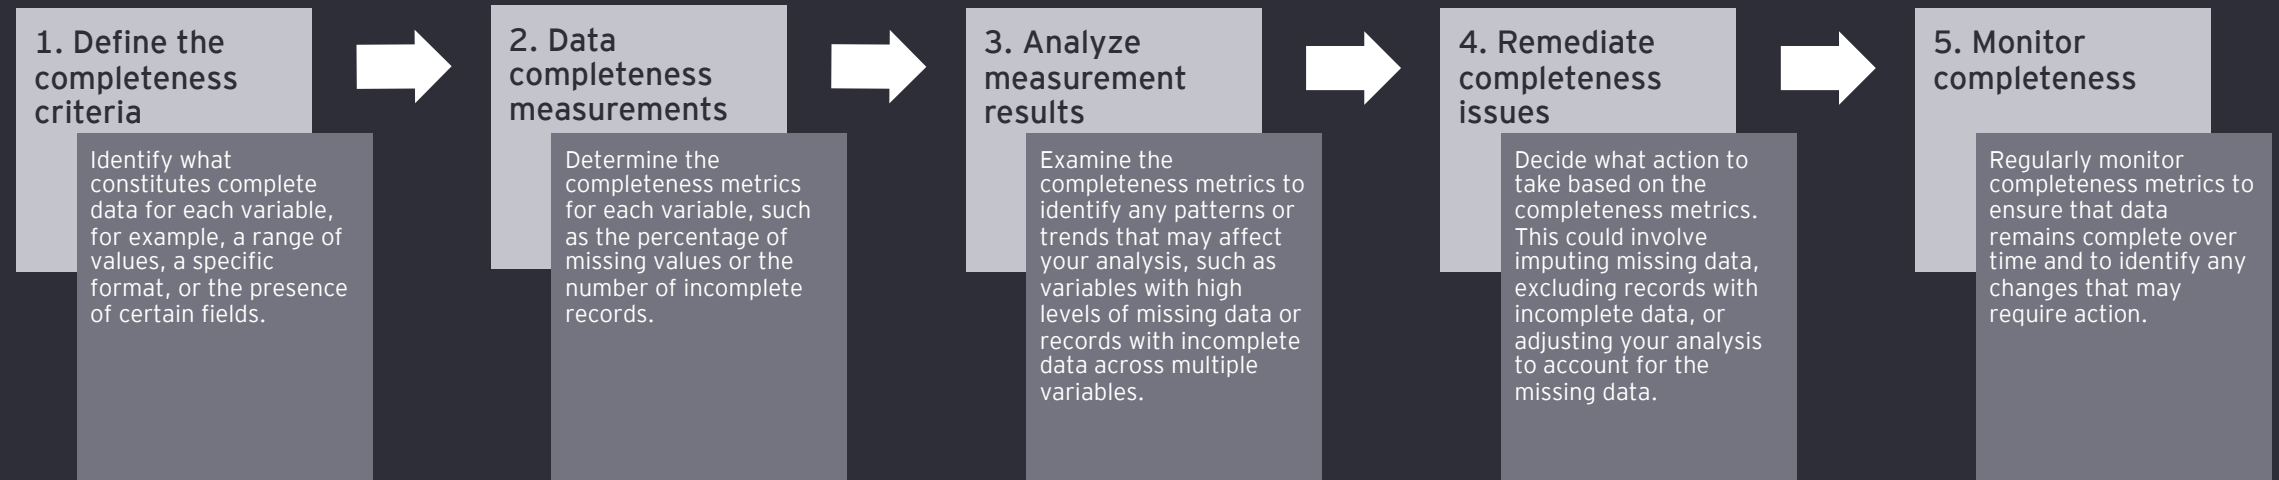 1. Define the
completeness
criteria
Identify what
constitutes complete
data for each variable,
for example, a range of
values, a specific
format, or the presence
of certain fields.
2. Data
completeness
measurements
Determine the
completeness metrics
for each variable, such
as the percentage of
missing values or the
number of incomplete
records.
3. Analyze
measurement
results
Examine the
completeness metrics to
identify any patterns or
trends that may affect
your analysis, such as
variables with high
levels of missing data or
records with incomplete
data across multiple
variables.
4. Remediate
completeness
issues
Decide what action to
take based on the
completeness metrics.
This could involve
imputing missing data,
excluding records with
incomplete data, or
adjusting your analysis
to account for the
missing data.
5. Monitor
completeness
Regularly monitor
completeness metrics to
ensure that data
remains complete over
time and to identify any
changes that may
require action.